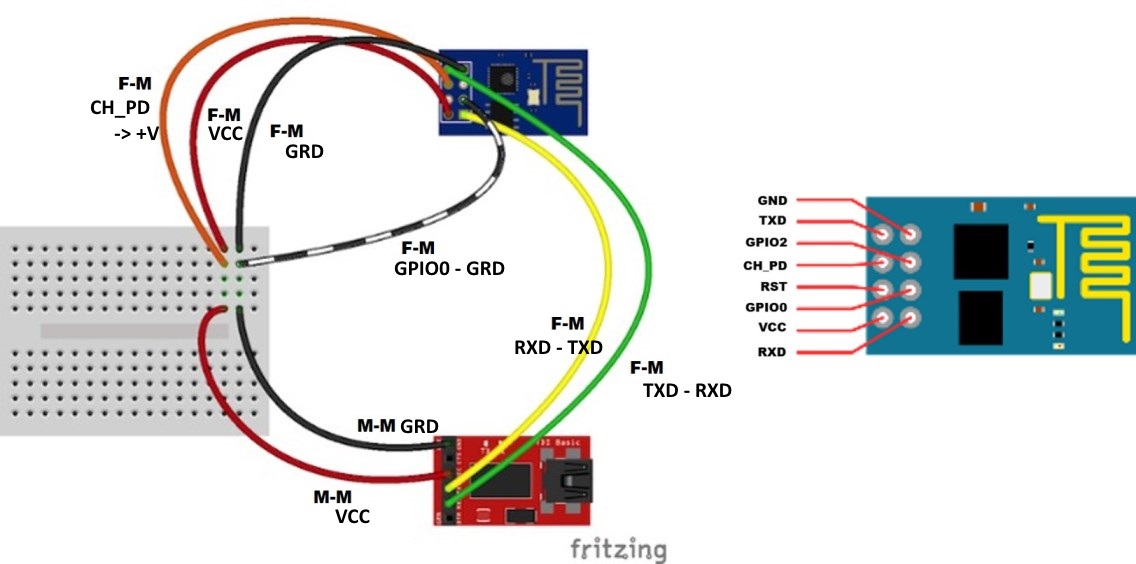 F-M
CH_PD
-> +V
F-M
VCC
F-M
GRD
F-M
GPIO0 - GRD
F-M
RXD - TXD
F-M
TXD - RXD
M-M GRD
M-M
VCC
Basic
fritzing
GND
TXD
GPIO2
CH_PD
RST
GPIO0
VCC
RXD